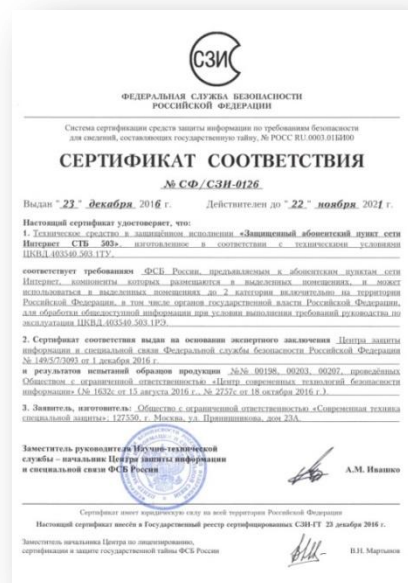 СЗИ
ФЕДЕРАЛЬНАЯ СЛУЖБА БЕЗОПАСНОСТИ
РОССИЙСКОЙ ФЕДЕРАЦИИ
Система сертификации средств защиты информации по требованиям безопасности
для сведений, составляющих государственную тайну, № РОСС RU.0003.01БИ00
СЕРТИФИКАТ СООТВЕТСТВИЯ
№ СФ/СЗИ-0126
Выдан "23" декабря 2016 г. Действителен до "22" ноября 2021 г.
Настоящий сертификат удостоверяет, что:
1. Техническое средство в защищённом исполнении «Защищенный абонентский пункт сети
Интернет СТБ 503», изготовленное в соответствии с техническими условиями
ЦКВД.403540.503.1ТУ,
соответствует требованиям ФСБ России, предъявляемым к абонентским пунктам сети
Интернет, компоненты которых размещаются в выделенных помещениях, и может
использоваться в выделенных помещениях до 2 категории включительно на территории
Российской Федерации, в том числе органов государственной власти Российской Федерации,
для обработки общедоступной информации при условии выполнения требований руководства по
эксплуатации ЦКВД.403540.503.1РЭ.
2. Сертификат соответствия выдан на основании экспертного заключения Центра защиты
информации и специальной связи Федеральной службы безопасности Российской Федерации
№ 149/5/7/3093 от 1 декабря 2016 г.
и результатов испытаний образцов продукции №№ 00198, 00203, 00207, проведённых
Обществом с ограниченной ответственностью «Центр современных технологий безопасности
информации» (№ 1632с от 15 августа 2016 г., № 2757с от 18 октября 2016 г.).
3. Заявитель, изготовитель: Общество с ограниченной ответственностью «Современная техника
специальной защиты»; 127550, г. Москва, ул. Прянишникова, дом 23А.
Заместитель руководителя Научно-технической
службы – начальник Центра защиты информации
и специальной связи ФСБ России А.М. Ивашко
Сертификат имеет юридическую силу на всей территории Российской Федерации
Настоящий сертификат внесён в Государственный реестр сертифицированных СЗИ-ГТ 23 декабря 2016 г.
Заместитель начальника Центра по лицензированию,
сертификации и защите государственной тайны ФСБ России В.Н. Мартынов